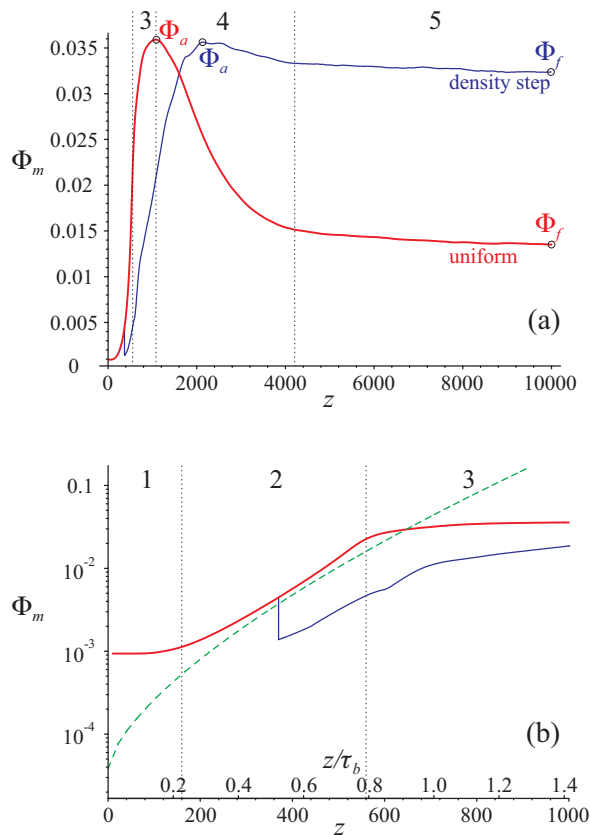 3 4 5
0.035
0.03
0.025
0.02
0.015
0.01
0.005
0
Φm
Φa
Φa
Φf
density step
Φf
uniform
(a)
0 2000 4000 6000 8000 10000
z
1 2 3
0.1
10-2
10-3
10-4
Φm
(b)
z/τb
0.2 0.4 0.6 0.8 1.0 1.2 1.4
0 200 400 600 800 1000
z